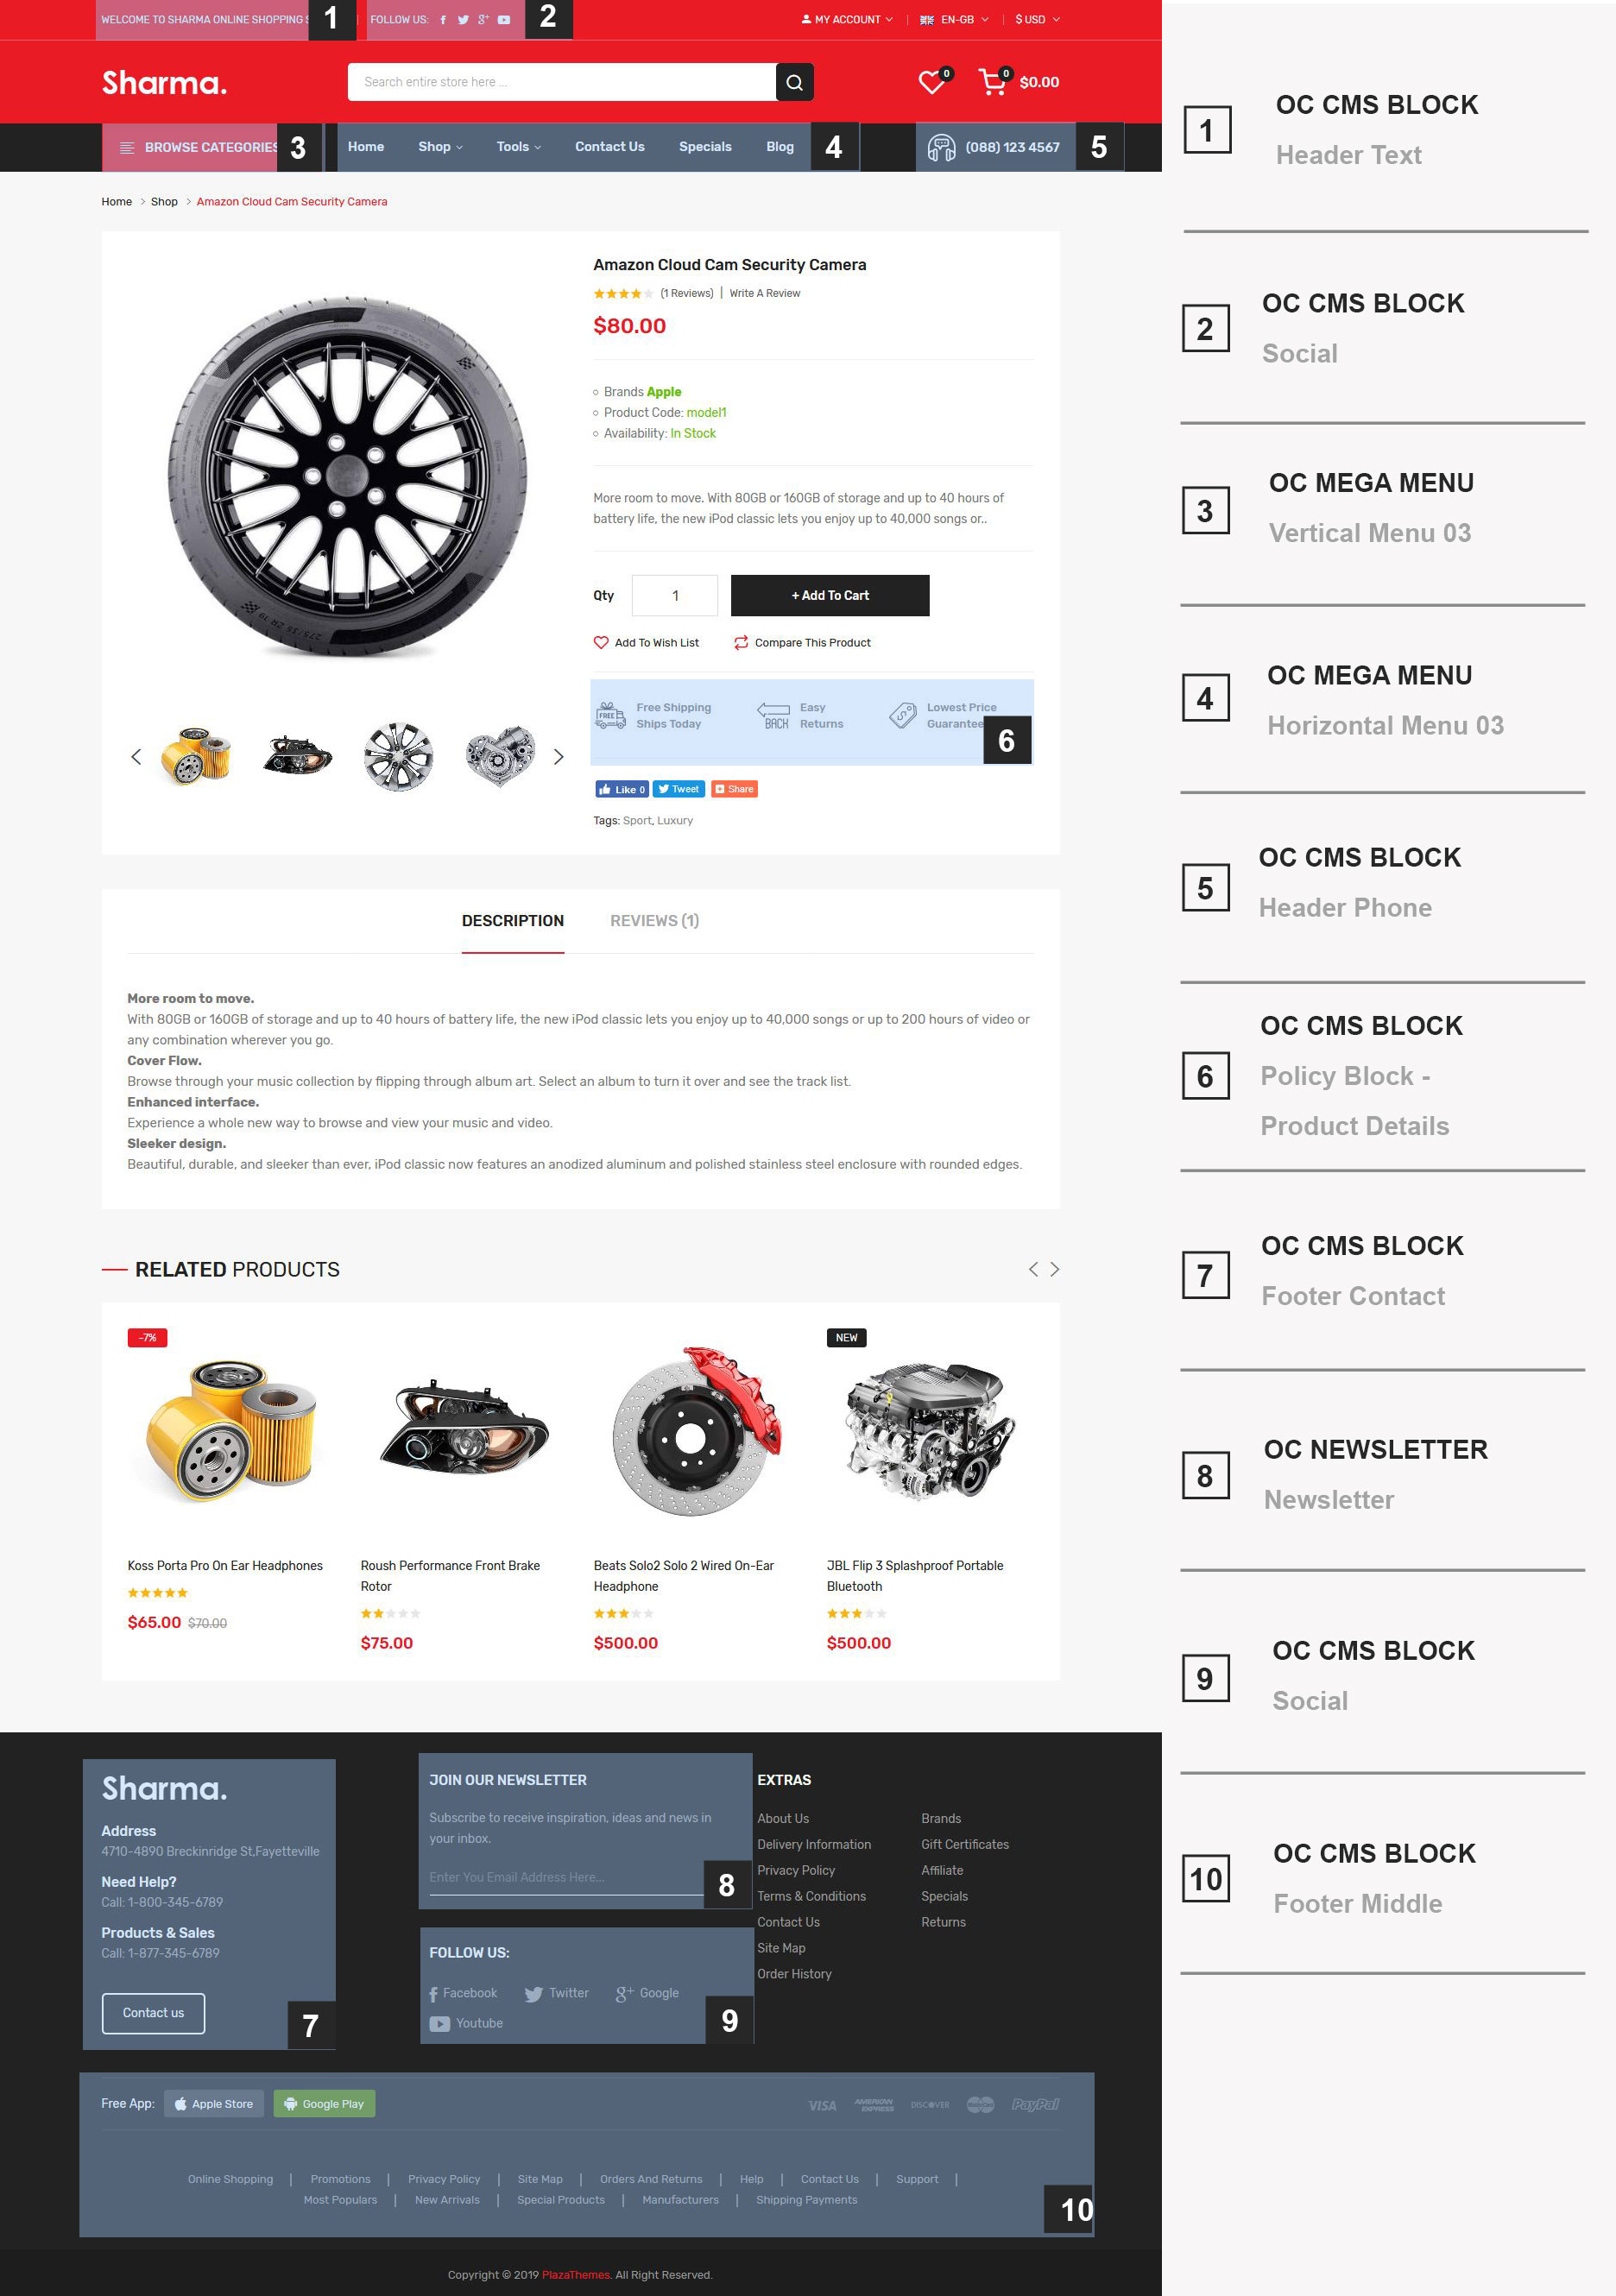 WELCOME TO SHARMA ONLINE SHOPPING
1
FOLLOW US:
2
MY ACCOUNT
EN-GB
$ USD
Sharma.
Search entire store here ...
0
0
$0.00
BROWSE CATEGORIES
3
Home
Shop
Tools
Contact Us
Specials
Blog
4
(088) 123 4567
5
Home > Shop > Amazon Cloud Cam Security Camera
Amazon Cloud Cam Security Camera
(1 Reviews) | Write A Review
$80.00
Brands Apple
Product Code: model1
Availability: In Stock
More room to move. With 80GB or 160GB of storage and up to 40 hours of
battery life, the new iPod classic lets you enjoy up to 40,000 songs or..
Qty
1
+ Add To Cart
Add To Wish List
Compare This Product
FREE
Free Shipping
Ships Today
BACK
Easy
Returns
Lowest Price
Guarantee
6
Like 0
Tweet
Share
Tags: Sport, Luxury
275/35 ZR 19
DESCRIPTION
REVIEWS (1)
More room to move.
With 80GB or 160GB of storage and up to 40 hours of battery life, the new iPod classic lets you enjoy up to 40,000 songs or up to 200 hours of video or
any combination wherever you go.
Cover Flow.
Browse through your music collection by flipping through album art. Select an album to turn it over and see the track list.
Enhanced interface.
Experience a whole new way to browse and view your music and video.
Sleeker design.
Beautiful, durable, and sleeker than ever, iPod classic now features an anodized aluminum and polished stainless steel enclosure with rounded edges.
RELATED PRODUCTS
-7%
NEW
Koss Porta Pro On Ear Headphones
$65.00 $70.00
Roush Performance Front Brake
Rotor
$75.00
Beats Solo2 Solo 2 Wired On-Ear
Headphone
$500.00
JBL Flip 3 Splashproof Portable
Bluetooth
$500.00
Sharma.
Address
4710-4890 Breckinridge St,Fayetteville
Need Help?
Call: 1-800-345-6789
Products & Sales
Call: 1-877-345-6789
Contact us
7
JOIN OUR NEWSLETTER
Subscribe to receive inspiration, ideas and news in
your inbox.
Enter You Email Address Here...
8
FOLLOW US:
Facebook
Twitter
Google
Youtube
9
EXTRAS
About Us
Delivery Information
Privacy Policy
Terms & Conditions
Contact Us
Site Map
Order History
Brands
Gift Certificates
Affiliate
Specials
Returns
Free App:
Apple Store
Google Play
VISA
AMERICAN EXPRESS
DISCOVER
PayPal
Online Shopping | Promotions | Privacy Policy | Site Map | Orders And Returns | Help | Contact Us | Support |
Most Populars | New Arrivals | Special Products | Manufacturers | Shipping Payments
10
Copyright © 2019 PlazaThemes. All Right Reserved.
1
OC CMS BLOCK
Header Text
2
OC CMS BLOCK
Social
3
OC MEGA MENU
Vertical Menu 03
4
OC MEGA MENU
Horizontal Menu 03
5
OC CMS BLOCK
Header Phone
6
OC CMS BLOCK
Policy Block -
Product Details
7
OC CMS BLOCK
Footer Contact
8
OC NEWSLETTER
Newsletter
9
OC CMS BLOCK
Social
10
OC CMS BLOCK
Footer Middle